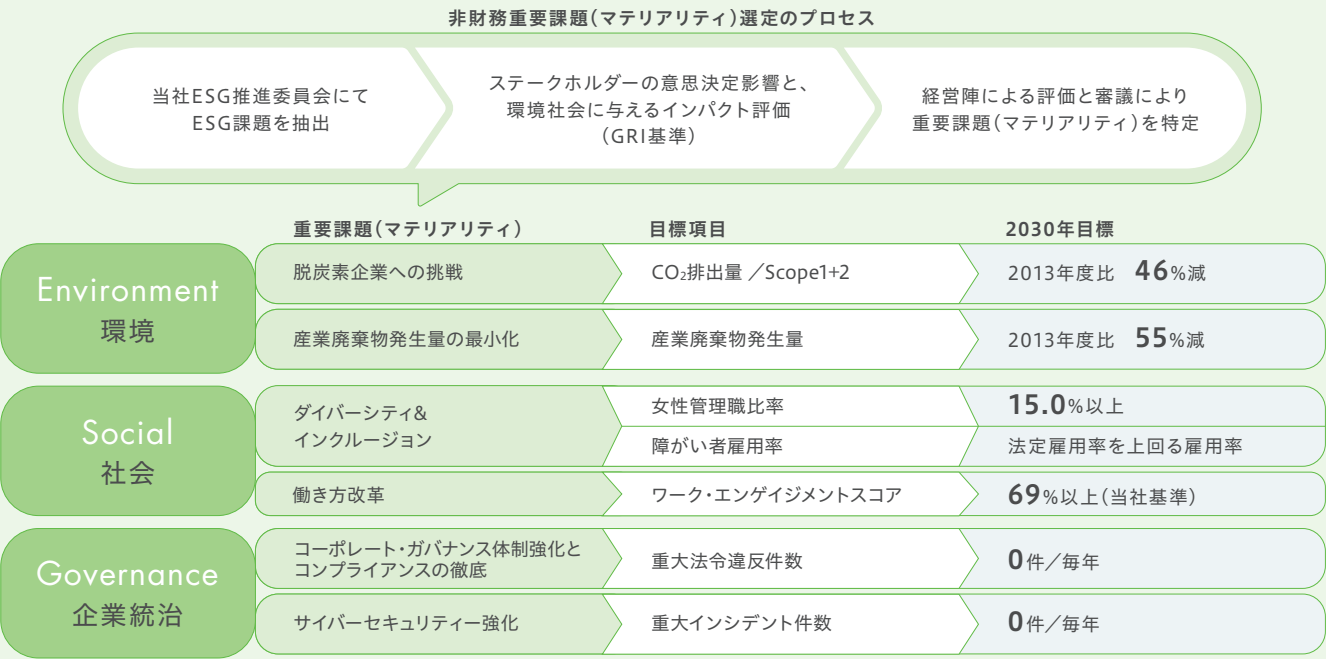 非財務重要課題(マテリアリティ)選定のプロセス
当社ESG推進委員会にて
ESG課題を抽出
ステークホルダーの意思決定影響と、
環境社会に与えるインパクト評価
(GRI基準)
経営陣による評価と審議により
重要課題(マテリアリティ)を特定
重要課題(マテリアリティ) 目標項目 2030年目標
Environment
環境
脱炭素企業への挑戦 CO₂排出量／Scope1+2 2013年度比 46%減
産業廃棄物発生量の最小化 産業廃棄物発生量 2013年度比 55%減
Social
社会
ダイバーシティ&
インクルージョン
女性管理職比率 15.0%以上
障がい者雇用率 法定雇用率を上回る雇用率
働き方改革 ワーク・エンゲイジメントスコア 69%以上(当社基準)
Governance
企業統治
コーポレート・ガバナンス体制強化と
コンプライアンスの徹底
重大法令違反件数 0件／毎年
サイバーセキュリティー強化 重大インシデント件数 0件／毎年